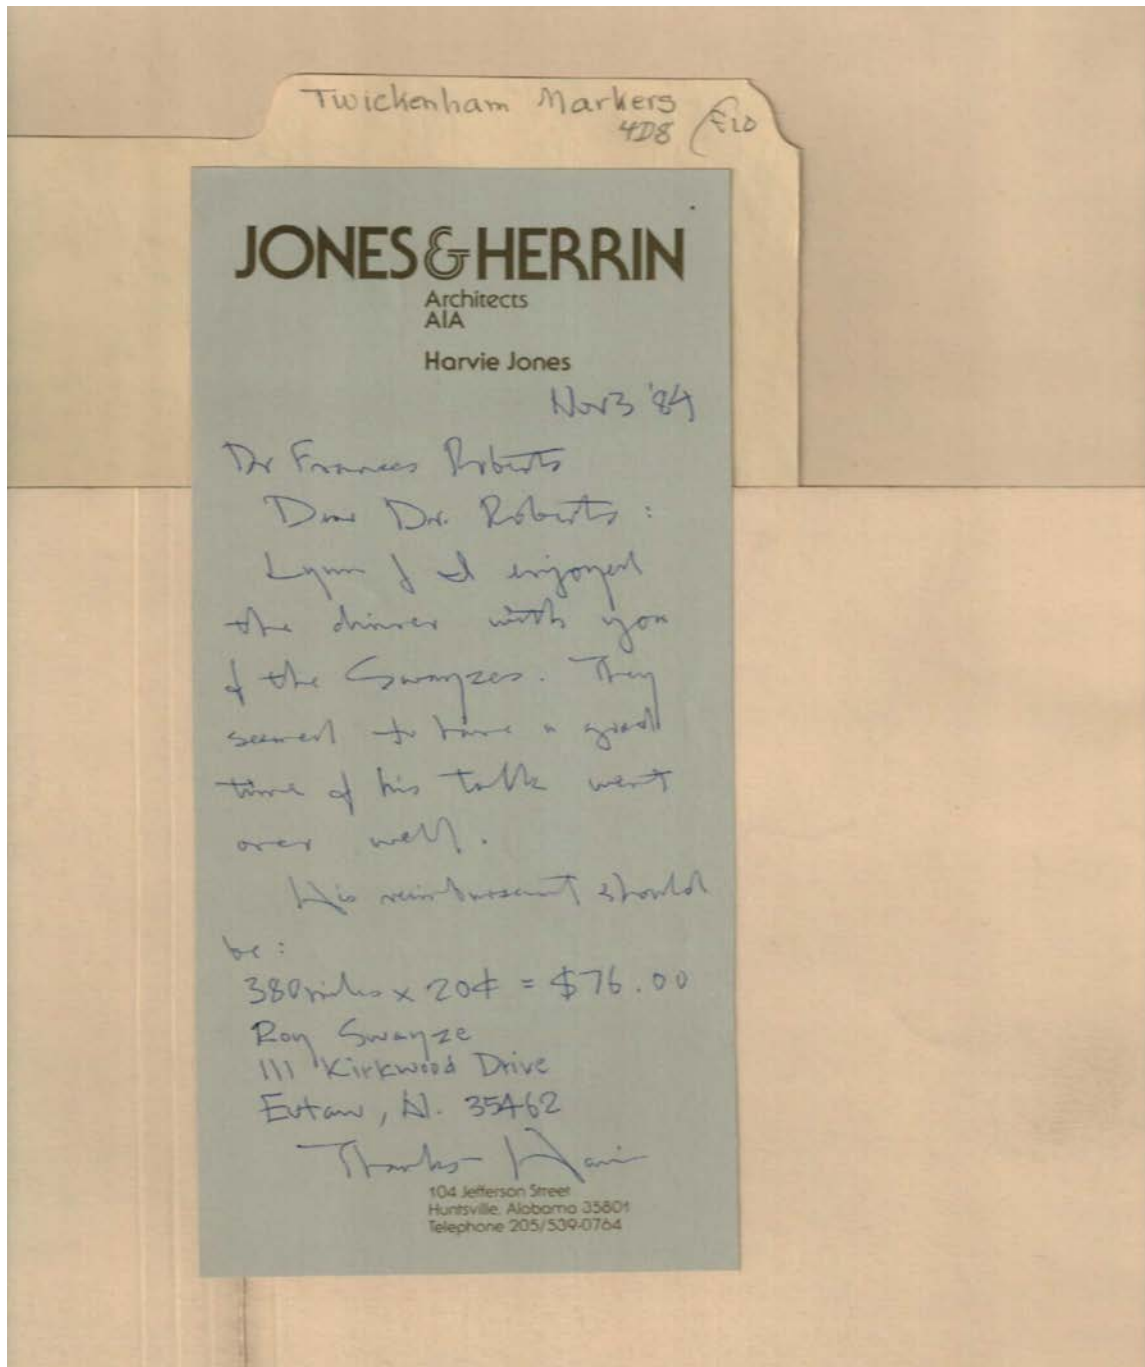 Twickenham Markers
4D8
JONES & HERRIN
Architects
AIA
Harvie Jones
Nov 3 '84
Dr Frances Roberts
Dear Dr. Roberts:
Lynn & I enjoyed
the dinner with you
& the Swayzes. They
seemed to have a good
time & his talk went
over well.
His reimbursemt should
be:
380 miles x 20¢ = $76.00
Roy Swayze
111 Kirkwood Drive
Eutaw, Al. 35462
Thanks - Harvie
104 Jefferson Street
Huntsville, Alabama 35801
Telephone 205/539-0764